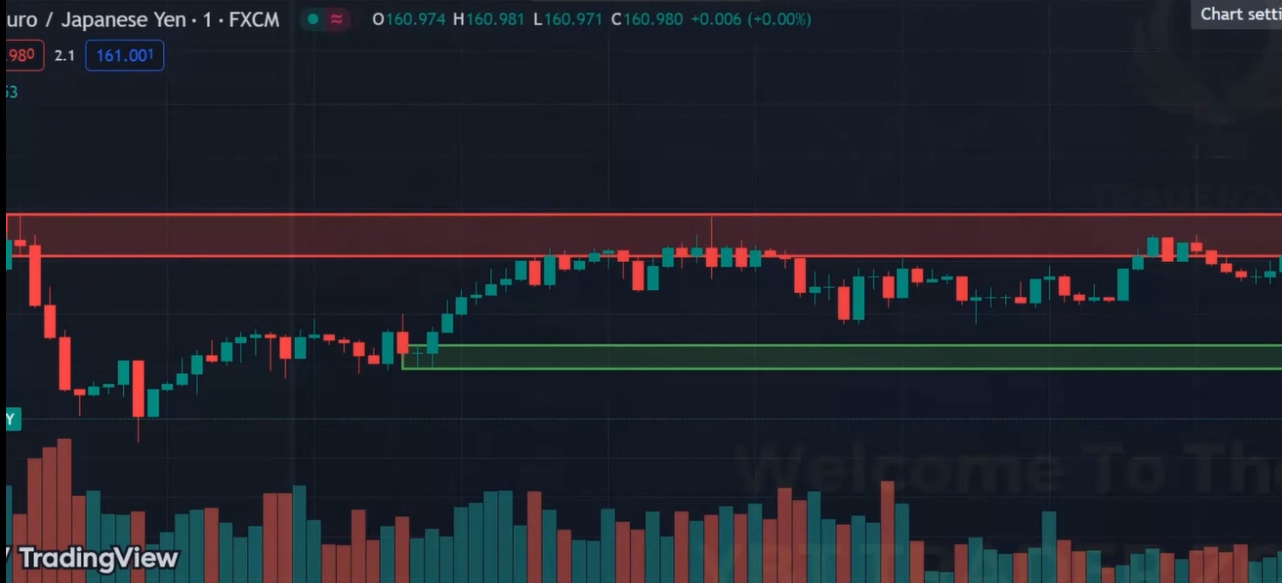 uro / Japanese Yen · 1 · FXCM O160.974 H160.981 L160.971 C160.980 +0.006 (+0.00%)
Chart setti
.980 2.1 161.001
53
Y
Welcome To Th
TradingView